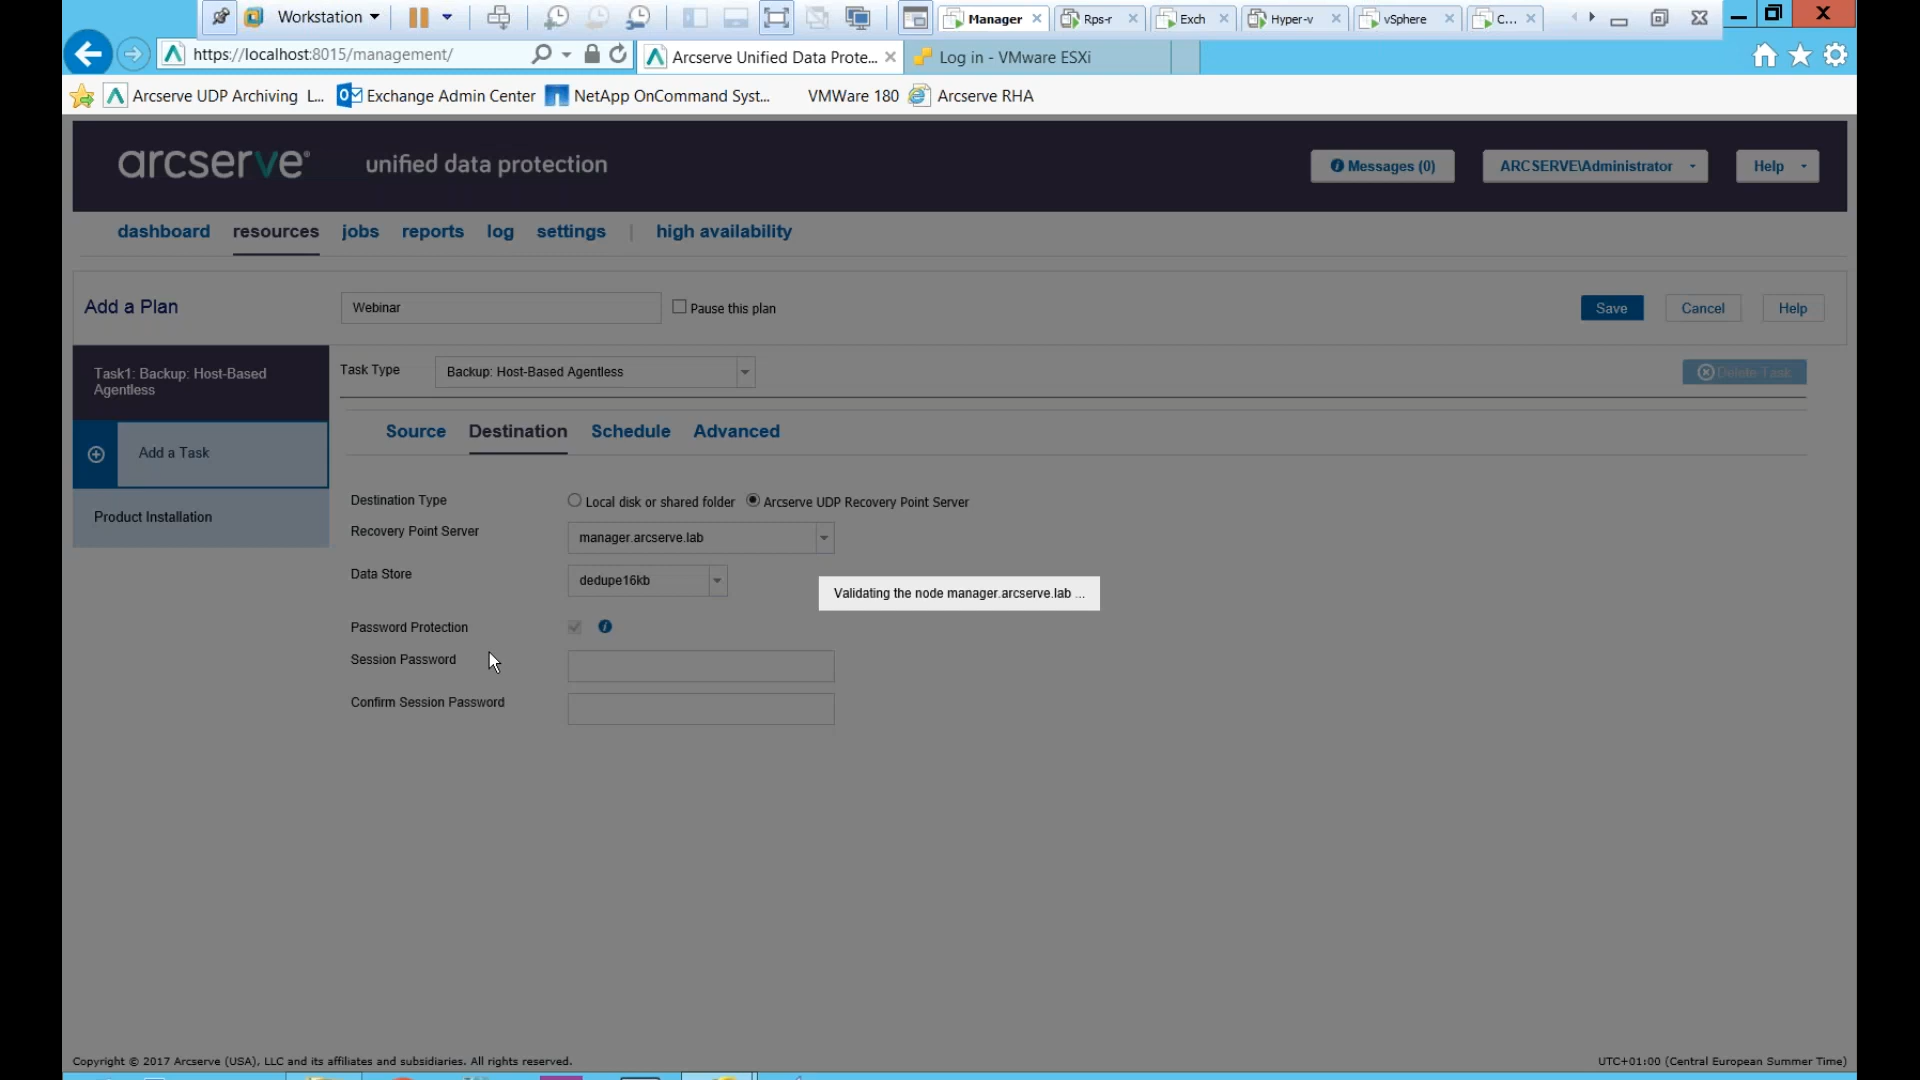 Workstation
Manager
Rps-r
Exch
Hyper-v
vSphere
C...
https://localhost:8015/management/
Arcserve Unified Data Prote...
Log in - VMware ESXi
Arcserve UDP Archiving L...
Exchange Admin Center
NetApp OnCommand Syst...
VMWare 180
Arcserve RHA
arcserve®
unified data protection
Messages (0)
ARCSERVE\Administrator
Help
dashboard
resources
jobs
reports
log
settings
|
high availability
Add a Plan
Webinar
Pause this plan
Save
Cancel
Help
Task1: Backup: Host-Based
Agentless
Add a Task
Product Installation
Task Type
Backup: Host-Based Agentless
Delete Task
Source
Destination
Schedule
Advanced
Destination Type
Local disk or shared folder
Arcserve UDP Recovery Point Server
Recovery Point Server
manager.arcserve.lab
Data Store
dedupe16kb
Validating the node manager.arcserve.lab ...
Password Protection
Session Password
Confirm Session Password
Copyright © 2017 Arcserve (USA), LLC and its affiliates and subsidiaries. All rights reserved.
UTC+01:00 (Central European Summer Time)